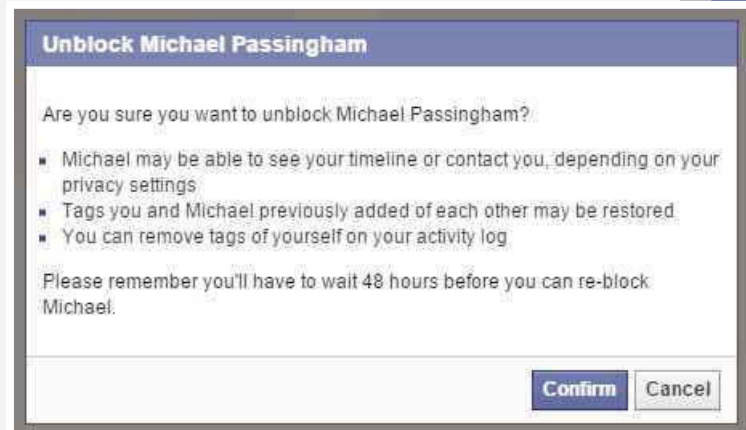 Unblock Michael Passingham
Are you sure you want to unblock Michael Passingham?
Michael may be able to see your timeline or contact you, depending on your
privacy settings
Tags you and Michael previously added of each other may be restored
You can remove tags of yourself on your activity log
Please remember you'll have to wait 48 hours before you can re-block
Michael.
Confirm Cancel